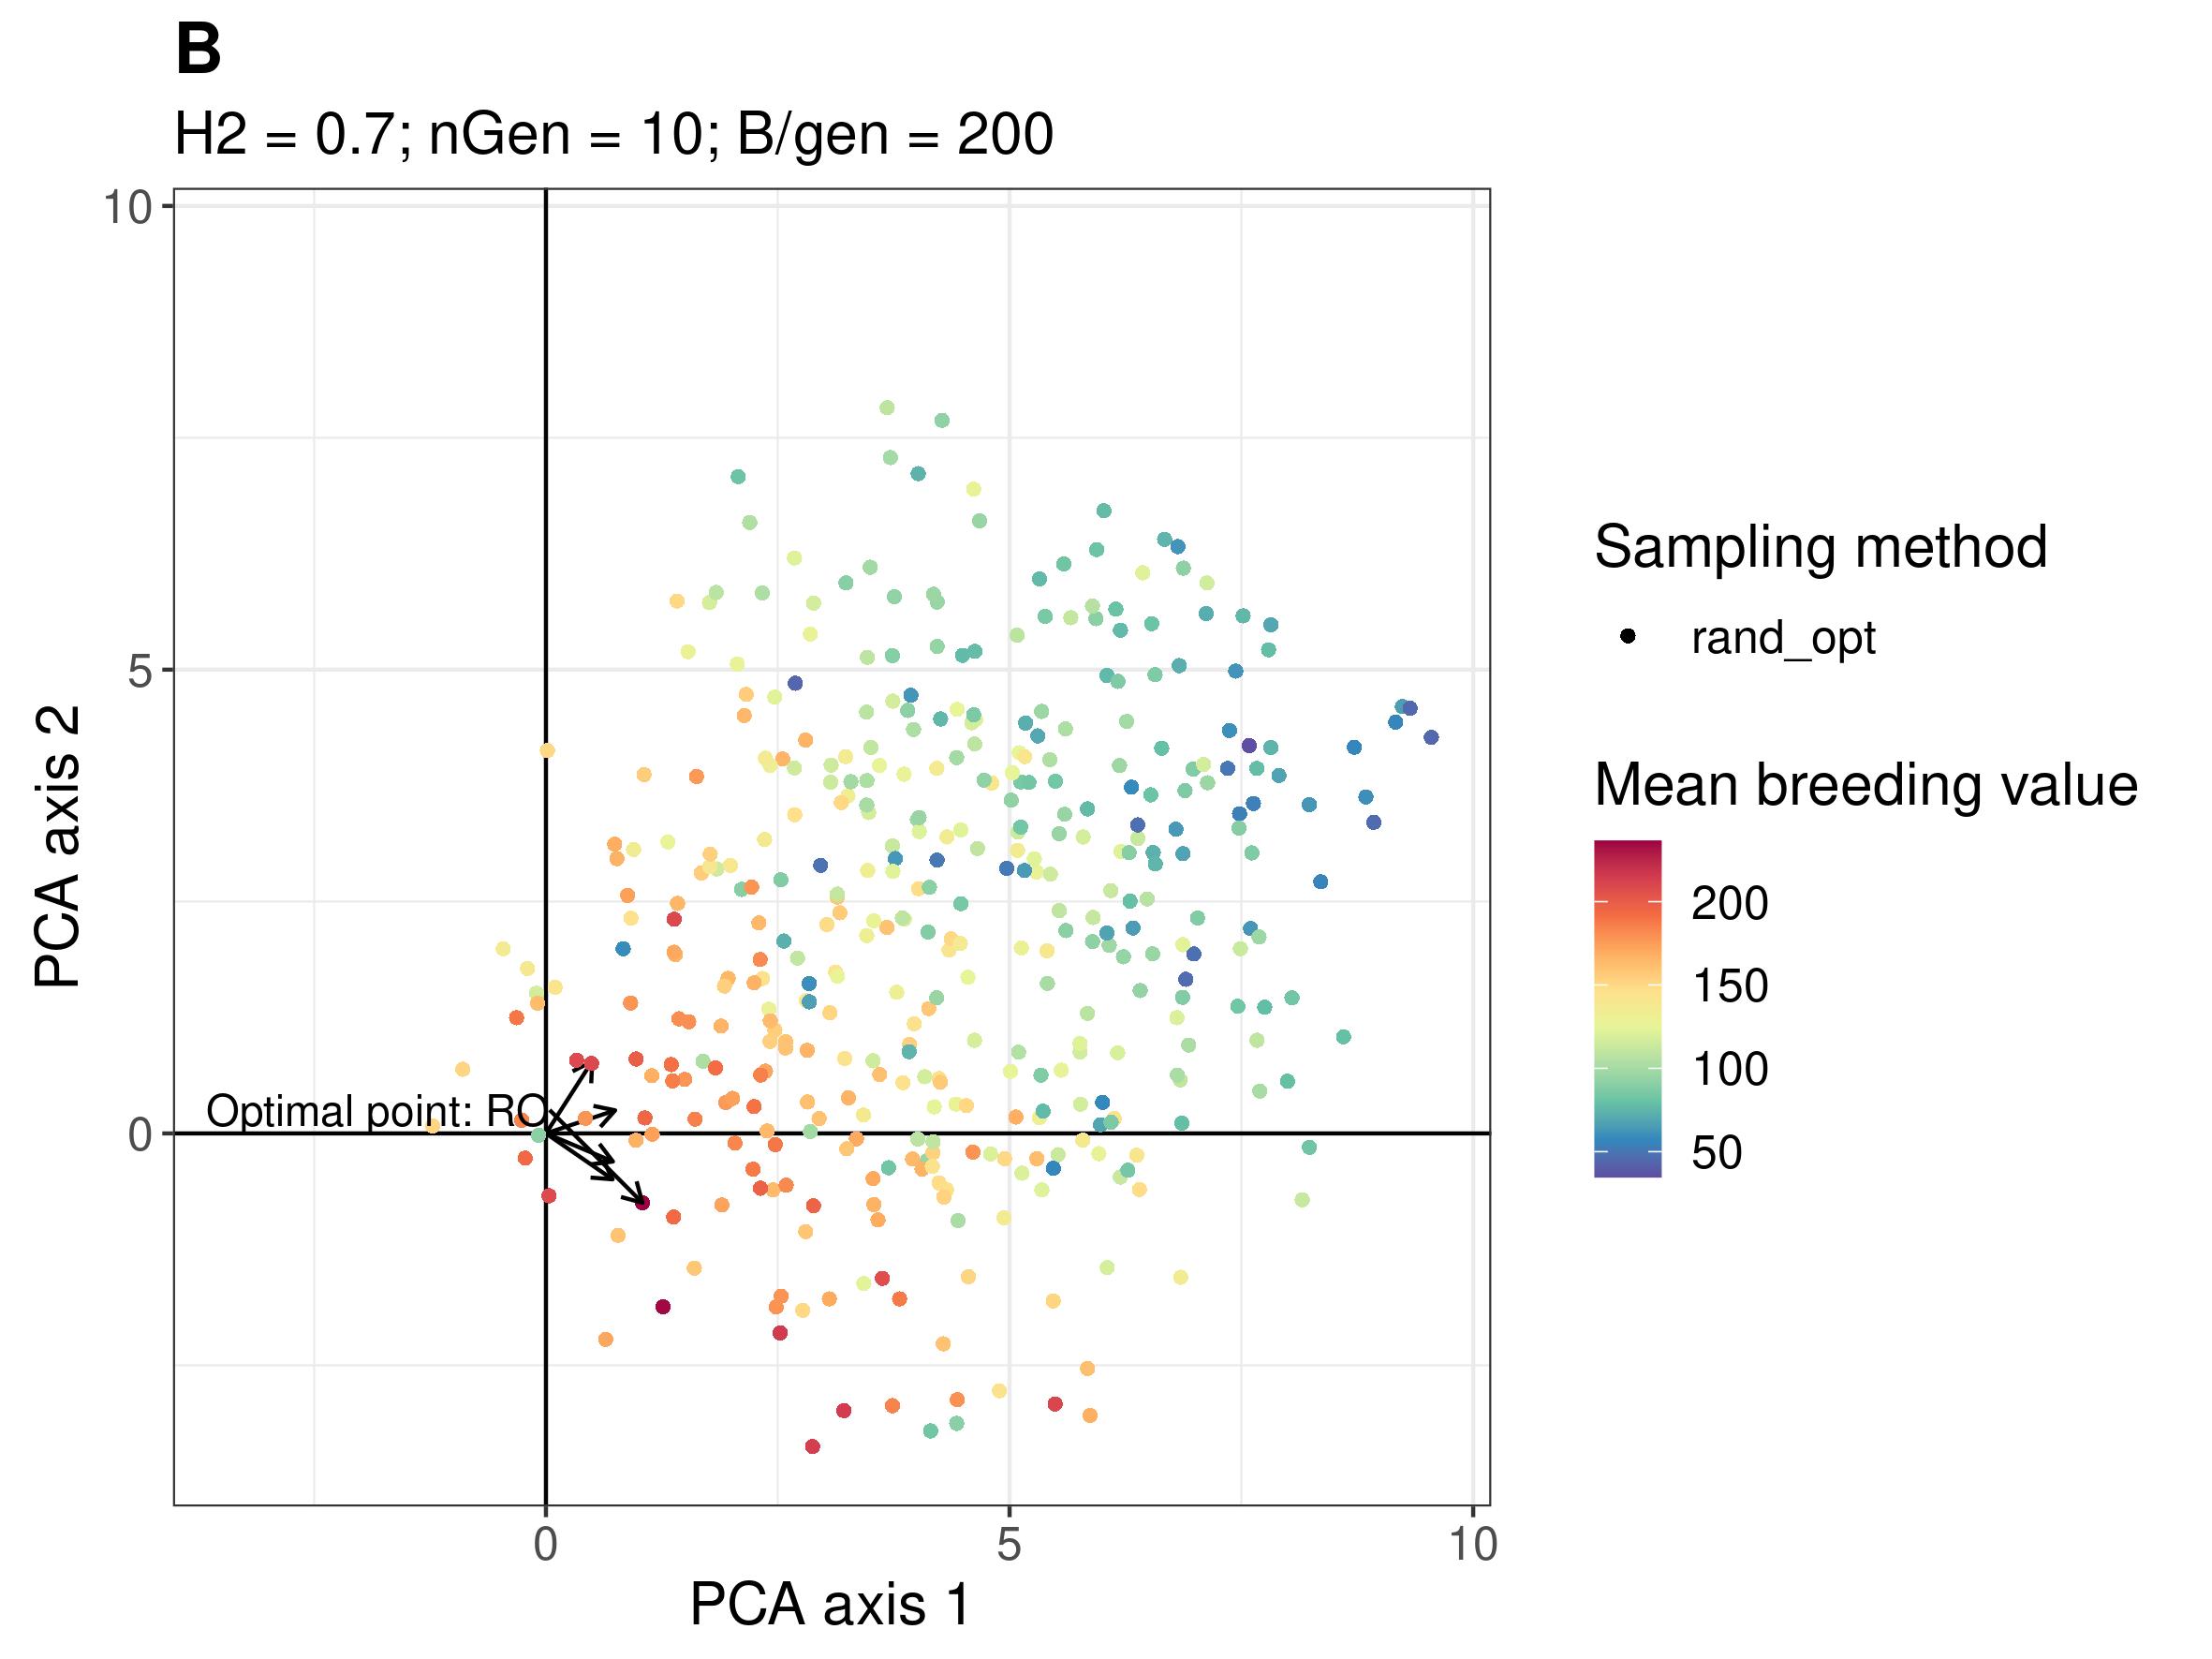 B
H2 = 0.7; nGen = 10; B/gen = 200
10
5
0
PCA axis 2
Optimal point: RO
0
5
10
PCA axis 1
Sampling method
rand_opt
Mean breeding value
200
150
100
50